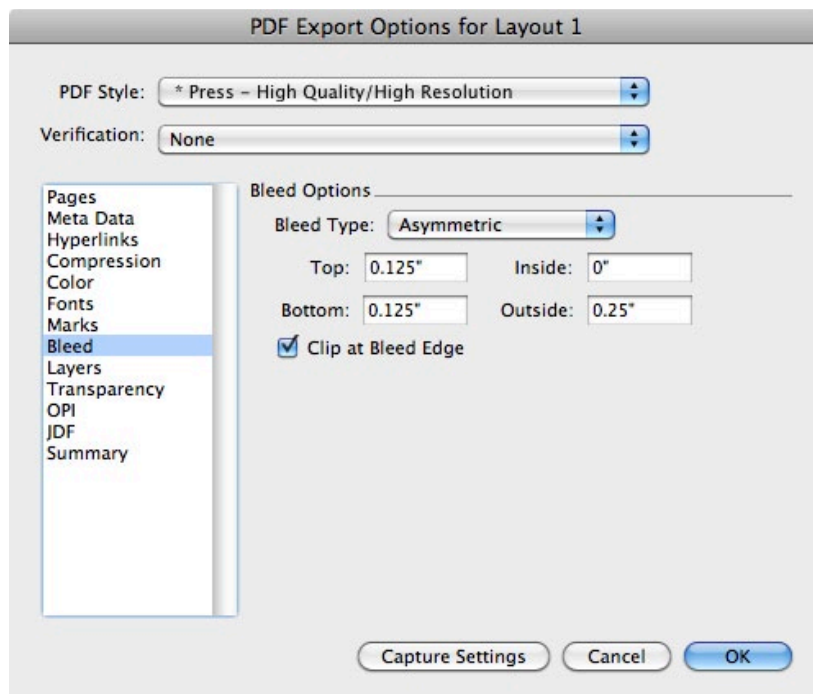 PDF Export Options for Layout 1
PDF Style: * Press – High Quality/High Resolution
Verification: None
Pages
Meta Data
Hyperlinks
Compression
Color
Fonts
Marks
Bleed
Layers
Transparency
OPI
JDF
Summary
Bleed Options
Bleed Type: Asymmetric
Top: 0.125" Inside: 0"
Bottom: 0.125" Outside: 0.25"
Clip at Bleed Edge
Capture Settings Cancel OK